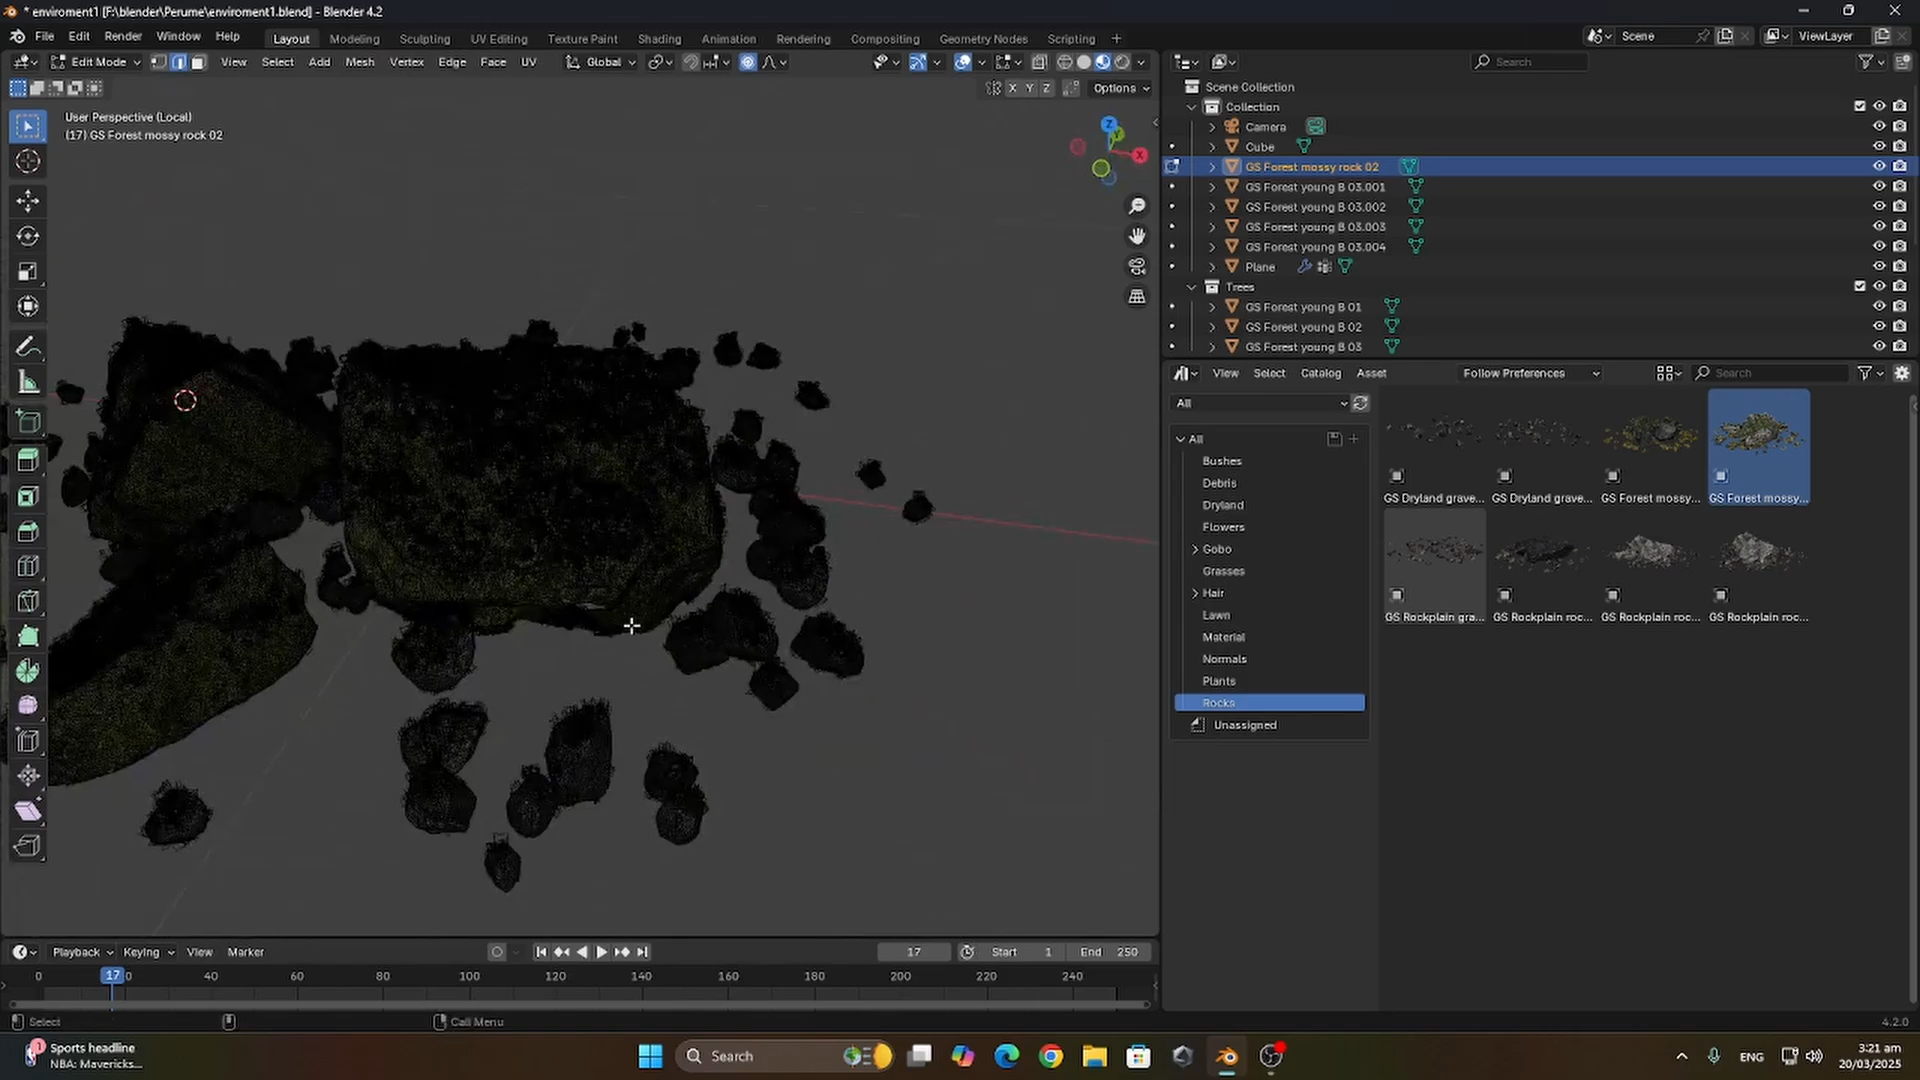 * enviroment1 [F:\blender\Perume\enviroment1.blend] - Blender 4.2
File Edit Render Window Help
Layout Modeling Sculpting UV Editing Texture Paint Shading Animation Rendering Compositing Geometry Nodes Scripting +
Scene
ViewLayer
Edit Mode View Select Add Mesh Vertex Edge Face UV
Global
X Y Z Options
User Perspective (Local)
(17) GS Forest mossy rock 02
Z
Y
X
Search
Scene Collection
Collection
Camera
Cube
GS Forest mossy rock 02
GS Forest young B 03.001
GS Forest young B 03.002
GS Forest young B 03.003
GS Forest young B 03.004
Plane
Trees
GS Forest young B 01
GS Forest young B 02
GS Forest young B 03
View Select Catalog Asset Follow Preferences Search
All
All
Bushes
Debris
Dryland
Flowers
Gobo
Grasses
Hair
Lawn
Material
Normals
Plants
Rocks
Unassigned
GS Dryland grave... GS Dryland grave... GS Forest mossy... GS Forest mossy...
GS Rockplain gra... GS Rockplain roc... GS Rockplain roc... GS Rockplain roc...
Playback Keying View Marker
17 Start 1 End 250
0 17 20 40 60 80 100 120 140 160 180 200 220 240
Select Call Menu 4.2.0
1
Sports headline
NBA: Mavericks...
Search
ENG
3:21 am
20/03/2025